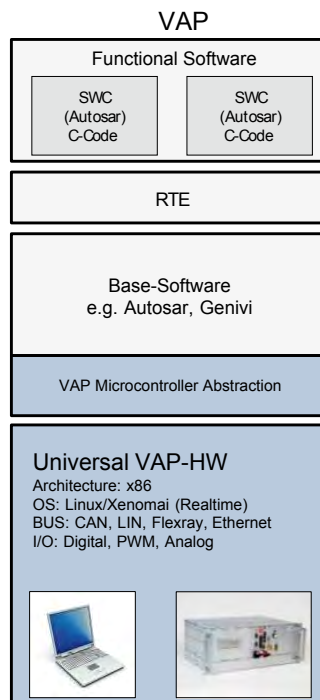 VAP
Functional Software
SWC
(Autosar)
C-Code
SWC
(Autosar)
C-Code
RTE
Base-Software
e.g. Autosar, Genivi
VAP Microcontroller Abstraction
Universal VAP-HW
Architecture: x86
OS: Linux/Xenomai (Realtime)
BUS: CAN, LIN, Flexray, Ethernet
I/O: Digital, PWM, Analog